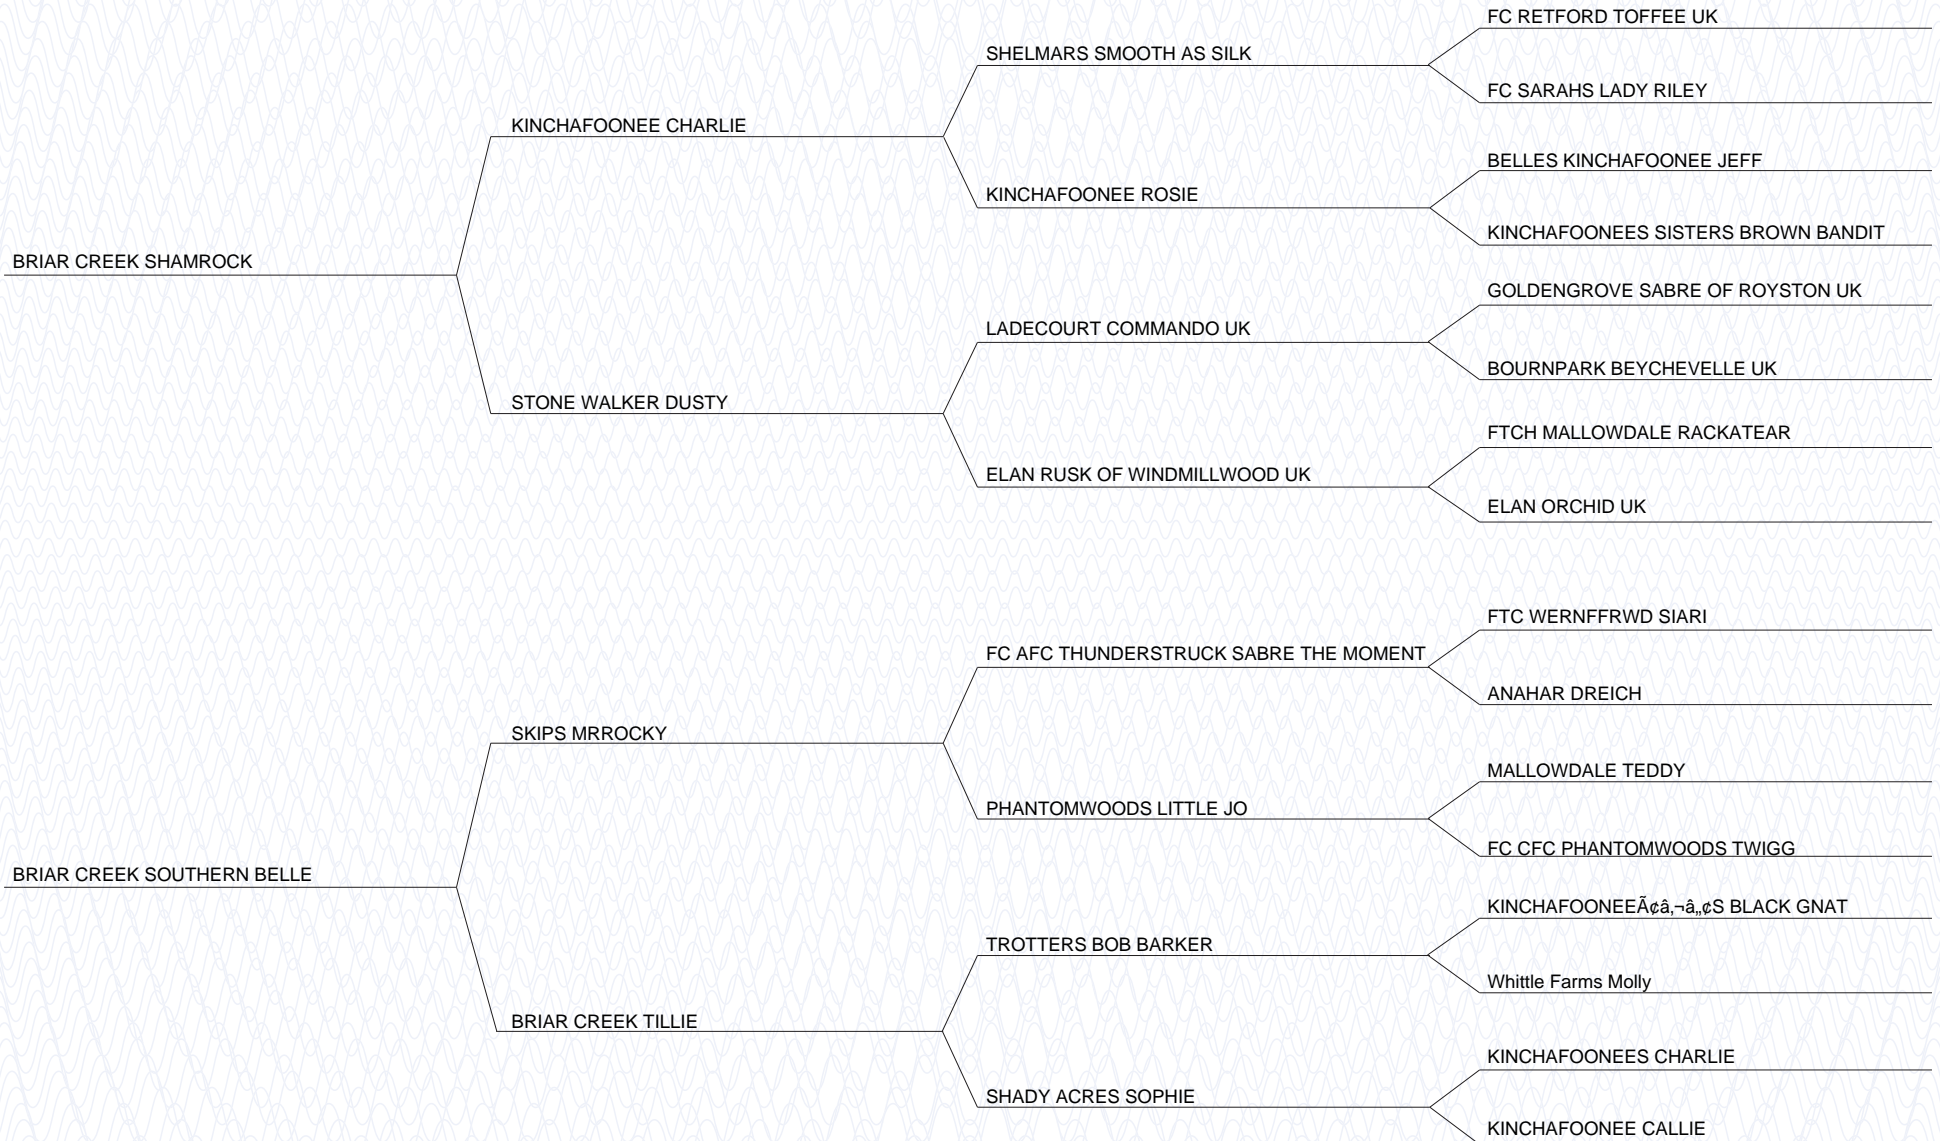 FC RETFORD TOFFEE UK
SHELMARS SMOOTH AS SILK
FC SARAHS LADY RILEY
KINCHAFOONEE CHARLIE
BELLES KINCHAFOONEE JEFF
KINCHAFOONEE ROSIE
KINCHAFOONEES SISTERS BROWN BANDIT
BRIAR CREEK SHAMROCK
GOLDENGROVE SABRE OF ROYSTON UK
LADECOURT COMMANDO UK
BOURNPARK BEYCHEVELLE UK
STONE WALKER DUSTY
FTCH MALLOWDALE RACKATEAR
ELAN RUSK OF WINDMILLWOOD UK
ELAN ORCHID UK
FTC WERNFFRWD SIARI
FC AFC THUNDERSTRUCK SABRE THE MOMENT
ANAHAR DREICH
SKIPS MRROCKY
MALLOWDALE TEDDY
PHANTOMWOODS LITTLE JO
FC CFC PHANTOMWOODS TWIGG
BRIAR CREEK SOUTHERN BELLE
KINCHAFOONEEÃ¢â‚¬â„¢S BLACK GNAT
TROTTERS BOB BARKER
Whittle Farms Molly
BRIAR CREEK TILLIE
KINCHAFOONEES CHARLIE
SHADY ACRES SOPHIE
KINCHAFOONEE CALLIE